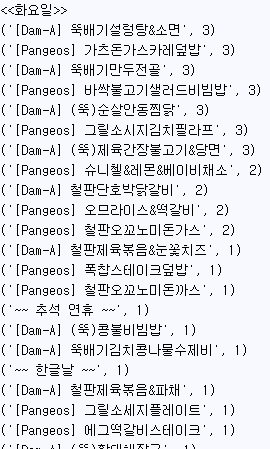 <<화요일>>
('[Dam-A] 뚝배기설렁탕&소면', 3)
('[Pangeos] 가츠돈가스카레덮밥', 3)
('[Dam-A] 뚝배기만두전골', 3)
('[Pangeos] 바싹불고기샐러드비빔밥', 3)
('[Dam-A] (뚝)순살안동찜닭', 3)
('[Pangeos] 그릴소시지김치필라프', 3)
('[Dam-A] (뚝)제육간장불고기&당면', 3)
('[Pangeos] 슈니첼&레몬&베이비채소', 2)
('[Dam-A] 철판단호박닭갈비', 2)
('[Pangeos] 오므라이스&떡갈비', 2)
('[Pangeos] 철판오꼬노미돈가스', 2)
('[Dam-A] 철판제육볶음&눈꽃치즈', 1)
('[Pangeos] 폭찹스테이크덮밥', 1)
('[Pangeos] 철판오꼬노미돈까스', 1)
('~~ 추석 연휴 ~~', 1)
('[Dam-A] (뚝)콩불비빔밥', 1)
('[Dam-A] 뚝배기김치콩나물수제비', 1)
('~~ 한글날 ~~', 1)
('[Dam-A] 철판제육볶음&파채', 1)
('[Pangeos] 그릴소세지플레이트', 1)
('[Pangeos] 에그떡갈비스테이크', 1)